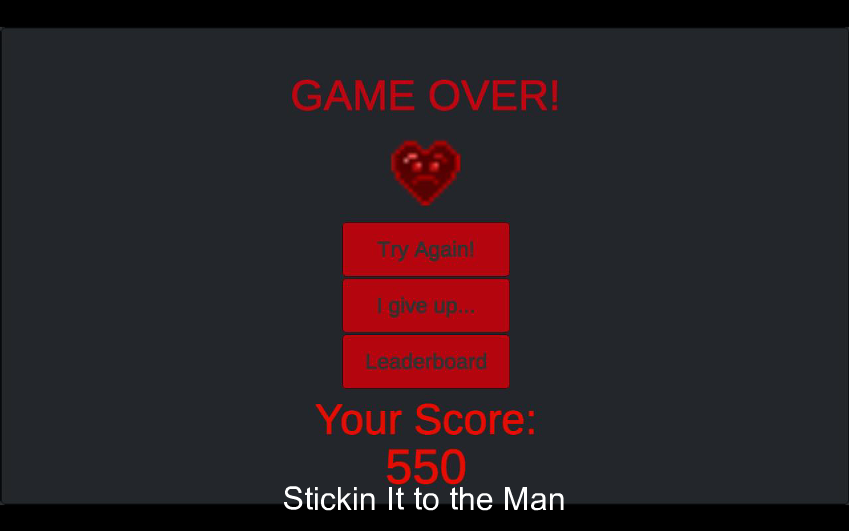 GAME OVER!
Try Again!
I give up...
Leaderboard
Your Score:
550
Stickin It to the Man